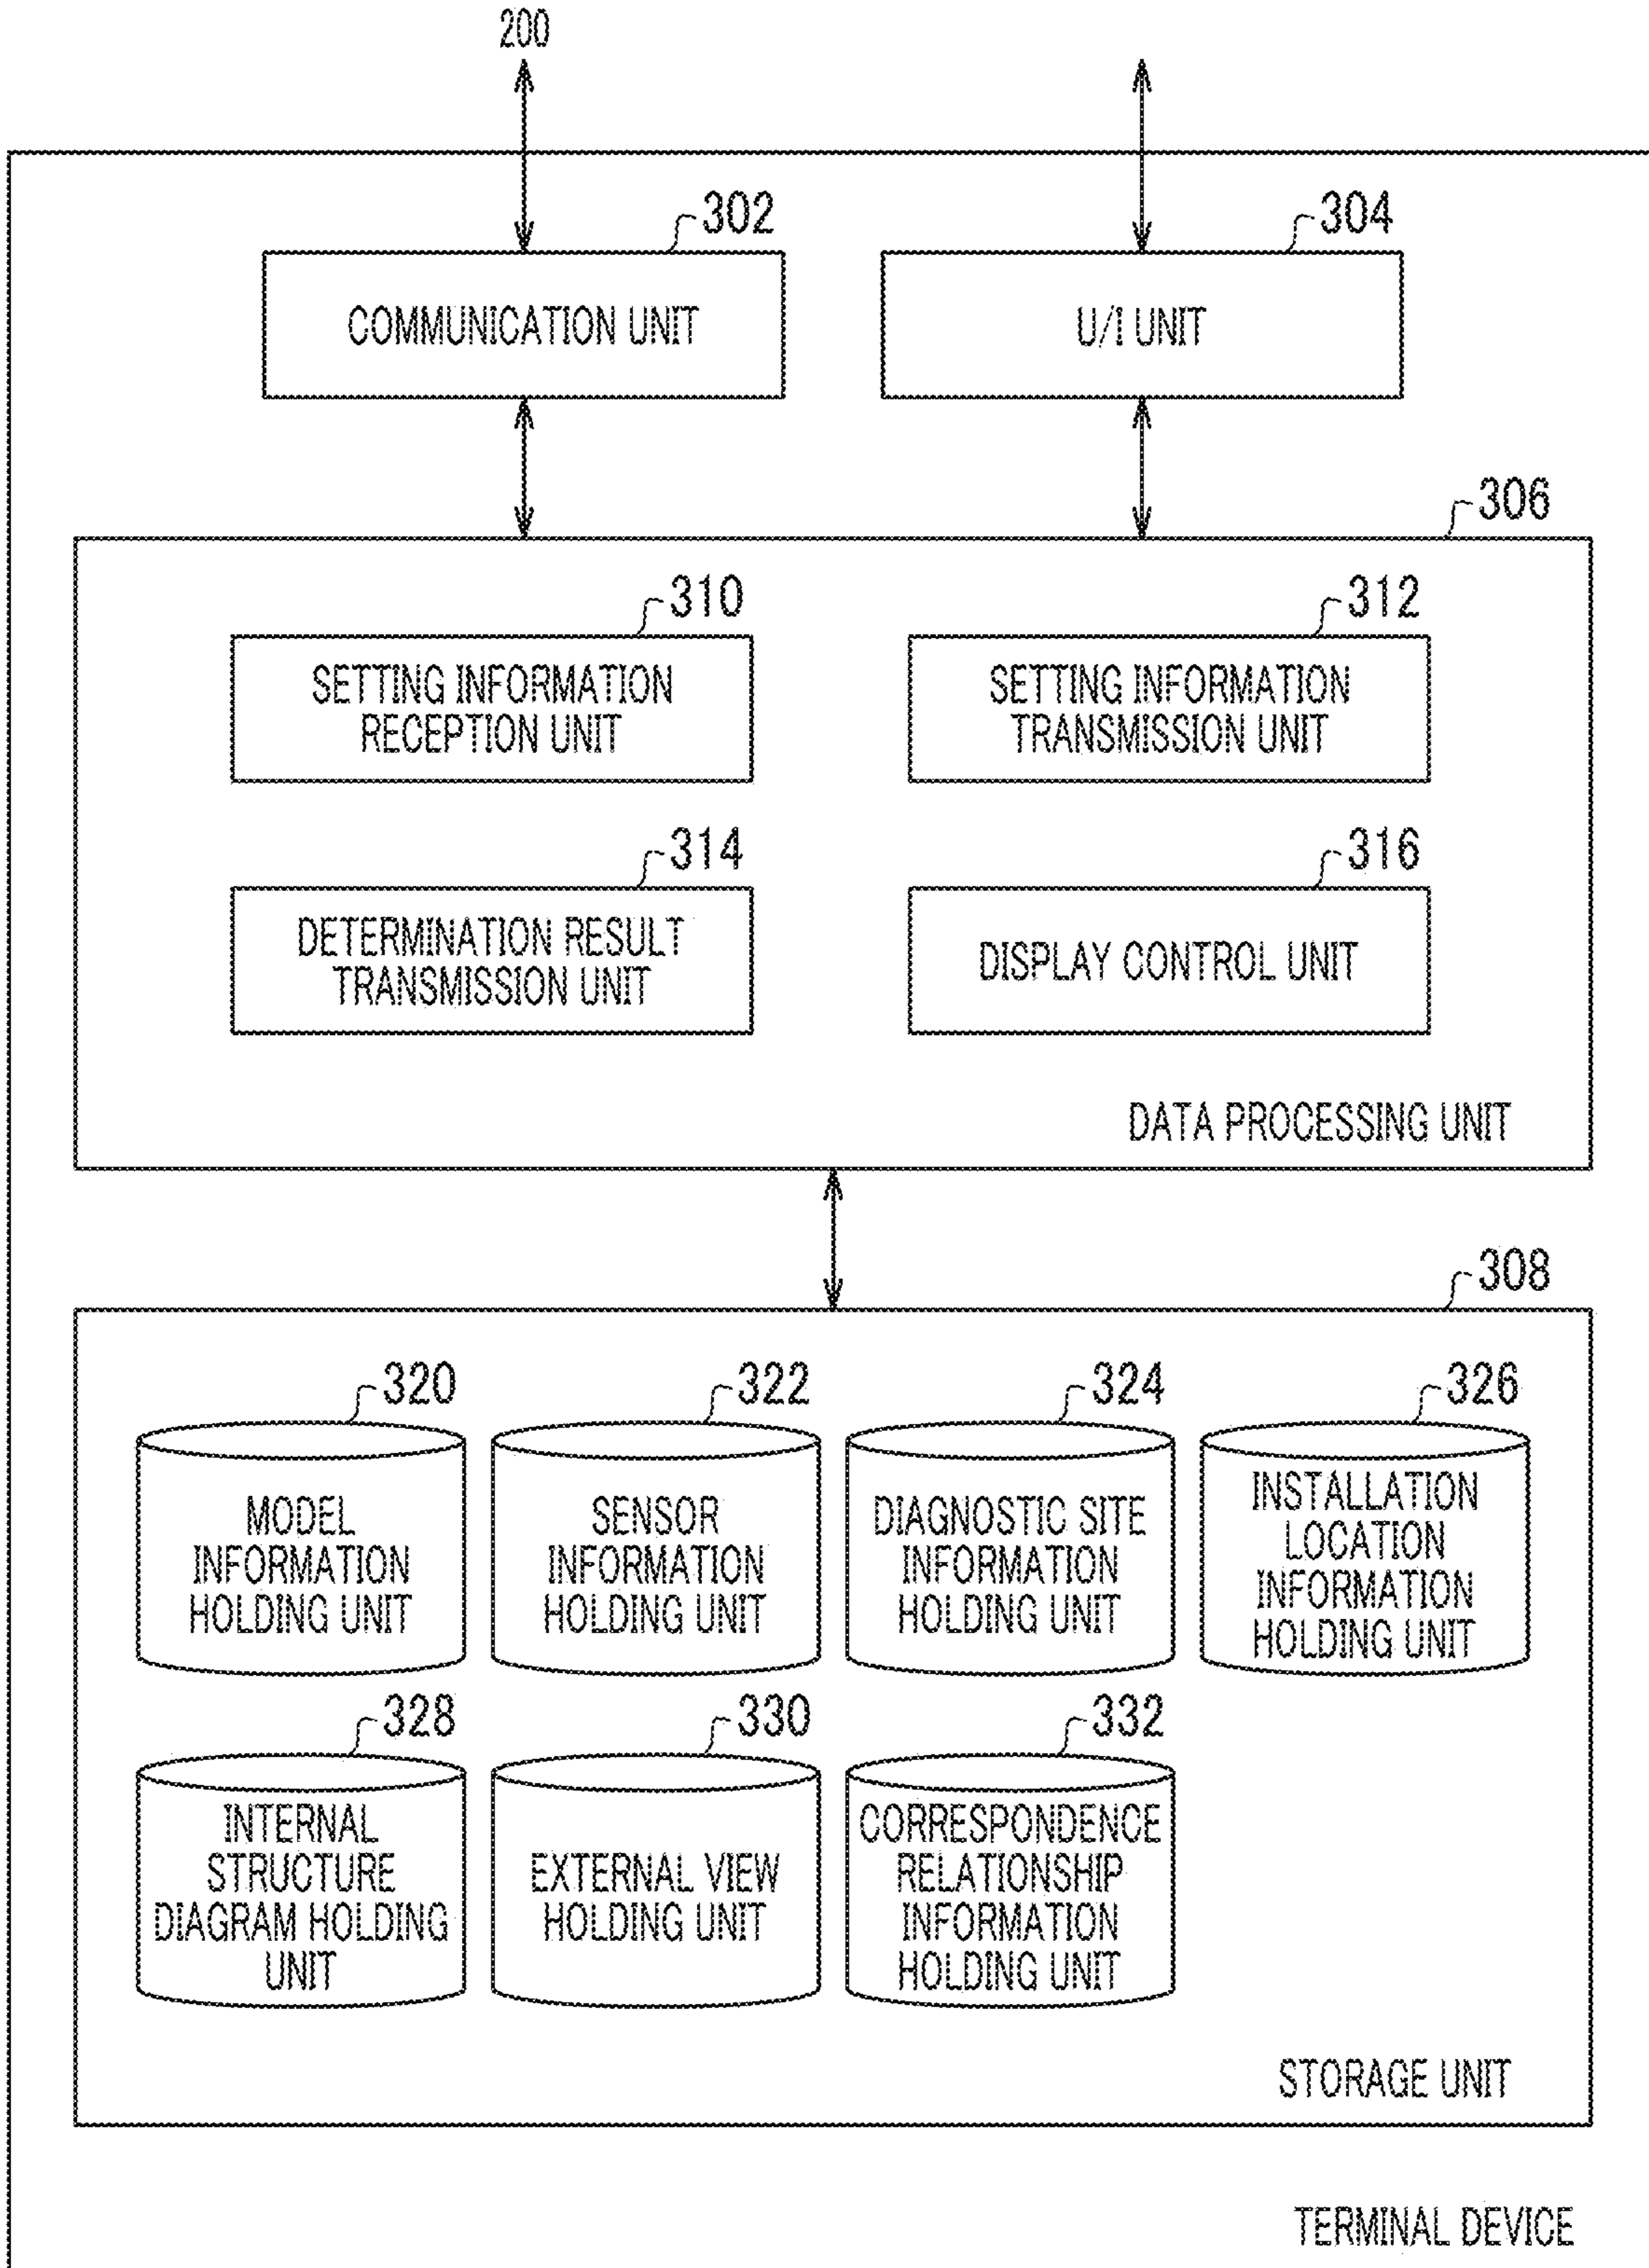 200
302
304
COMMUNICATION UNIT
U/I UNIT
306
310
312
SETTING INFORMATION
RECEPTION UNIT
SETTING INFORMATION
TRANSMISSION UNIT
314
316
DETERMINATION RESULT
TRANSMISSION UNIT
DISPLAY CONTROL UNIT
DATA PROCESSING UNIT
308
320
322
324
326
MODEL
INFORMATION
HOLDING UNIT
SENSOR
INFORMATION
HOLDING UNIT
DIAGNOSTIC SITE
INFORMATION
HOLDING UNIT
INSTALLATION
LOCATION
INFORMATION
HOLDING UNIT
328
330
332
INTERNAL
STRUCTURE
DIAGRAM HOLDING
UNIT
EXTERNAL VIEW
HOLDING UNIT
CORRESPONDENCE
RELATIONSHIP
INFORMATION
HOLDING UNIT
STORAGE UNIT
TERMINAL DEVICE